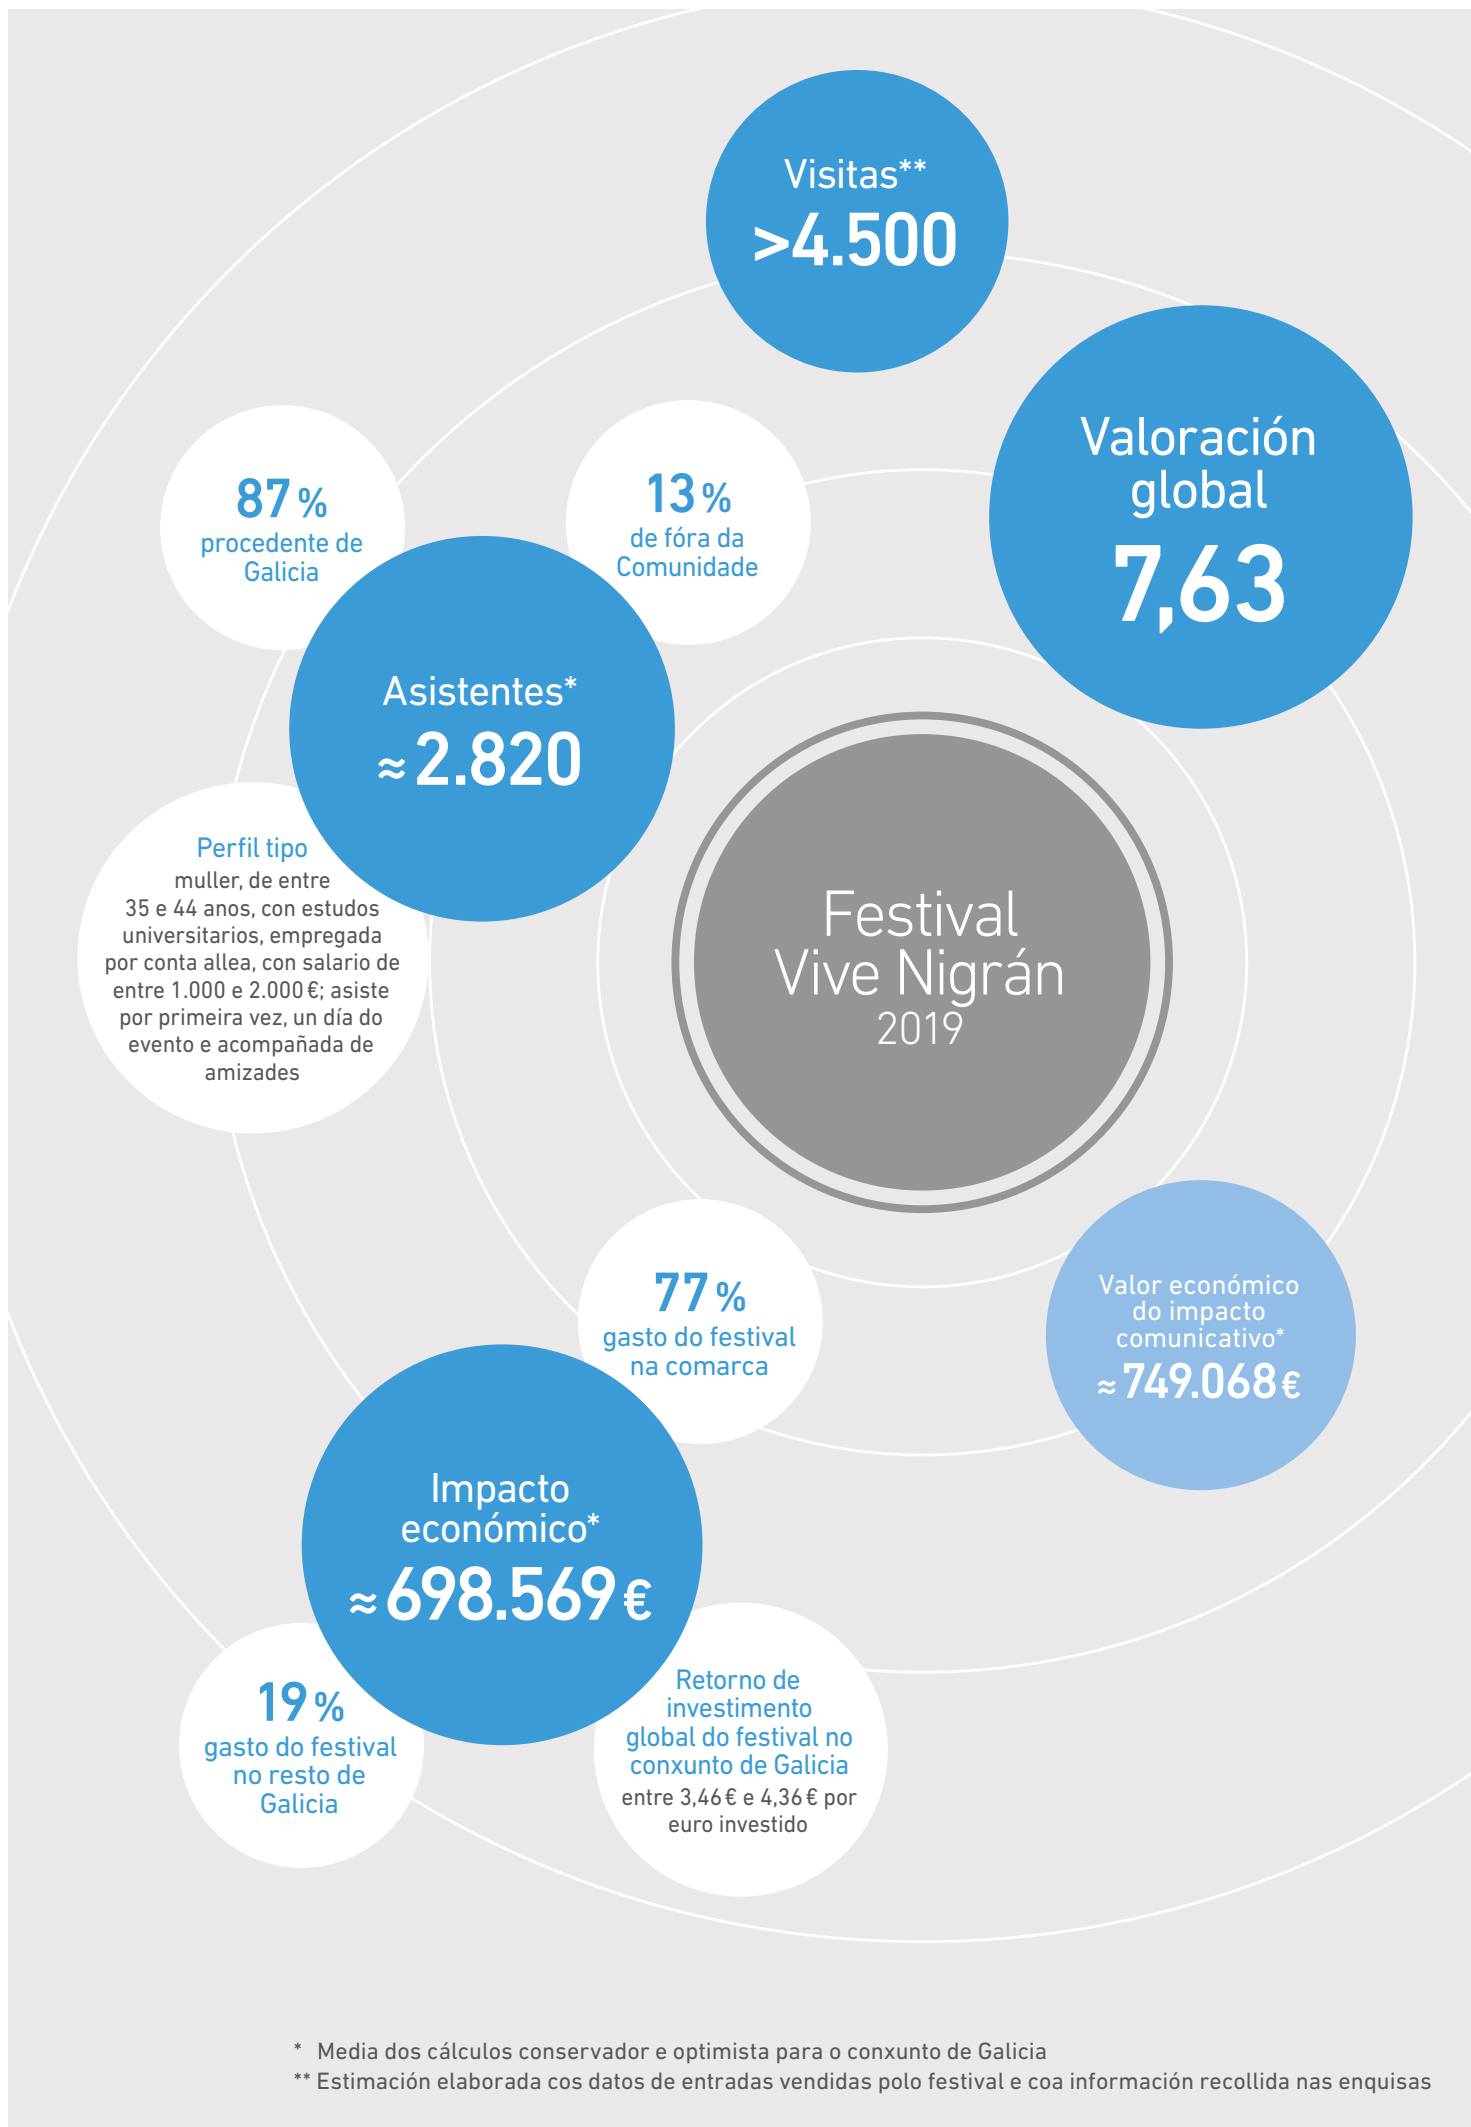 Visitas**
>4.500
Valoración
global
7,63
87 %
procedente de
Galicia
13 %
de fóra da
Comunidade
Asistentes*
≈ 2.820
Perfil tipo
muller, de entre
35 e 44 anos, con estudos
universitarios, empregada
por conta allea, con salario de
entre 1.000 e 2.000 €; asiste
por primeira vez, un día do
evento e acompañada de
amizades
Festival
Vive Nigrán
2019
77 %
gasto do festival
na comarca
Valor económico
do impacto
comunicativo*
≈ 749.068 €
Impacto
económico*
≈ 698.569 €
19 %
gasto do festival
no resto de
Galicia
Retorno de
investimento
global do festival no
conxunto de Galicia
entre 3,46 € e 4,36 € por
euro investido
* Media dos cálculos conservador e optimista para o conxunto de Galicia
** Estimación elaborada cos datos de entradas vendidas polo festival e coa información recollida nas enquisas